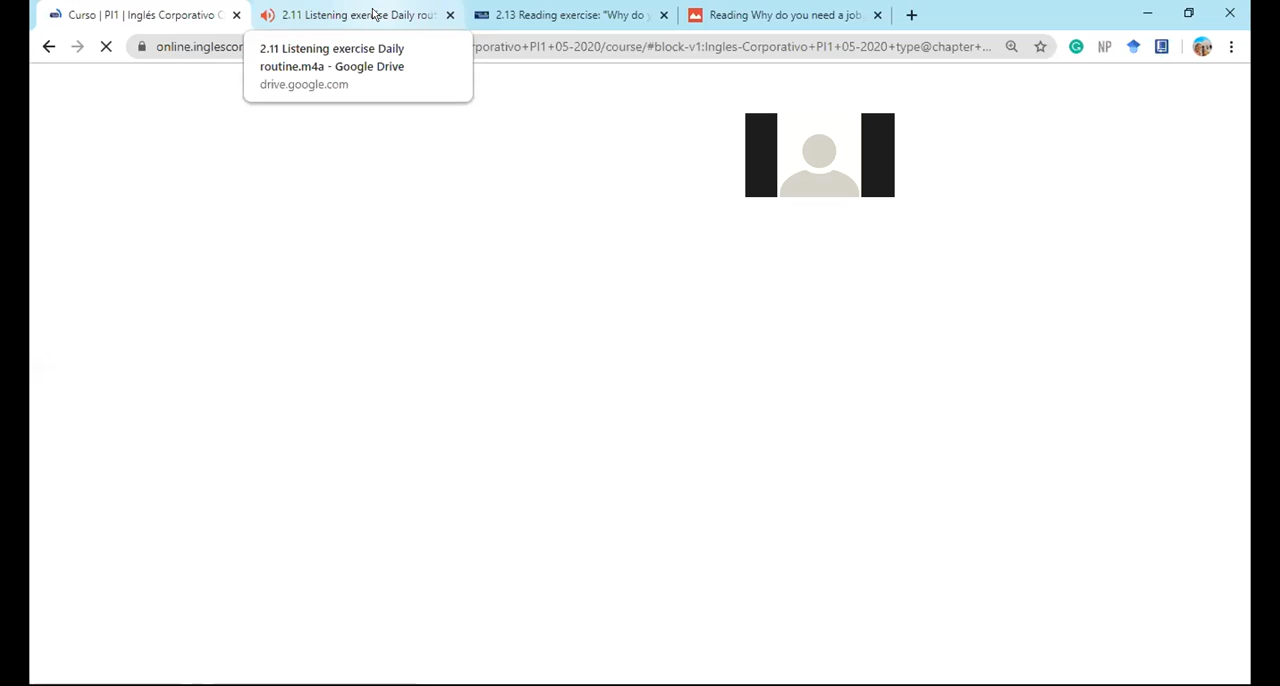 Curso | PI1 | Inglés Corporativo C
2.11 Listening exercise Daily rout
2.13 Reading exercise: "Why do y
Reading Why do you need a job.
online.inglescor
rporativo+PI1+05-2020/course/#block-v1:Ingles-Corporativo+PI1+05-2020+type@chapter+...
NP
2.11 Listening exercise Daily
routine.m4a - Google Drive
drive.google.com